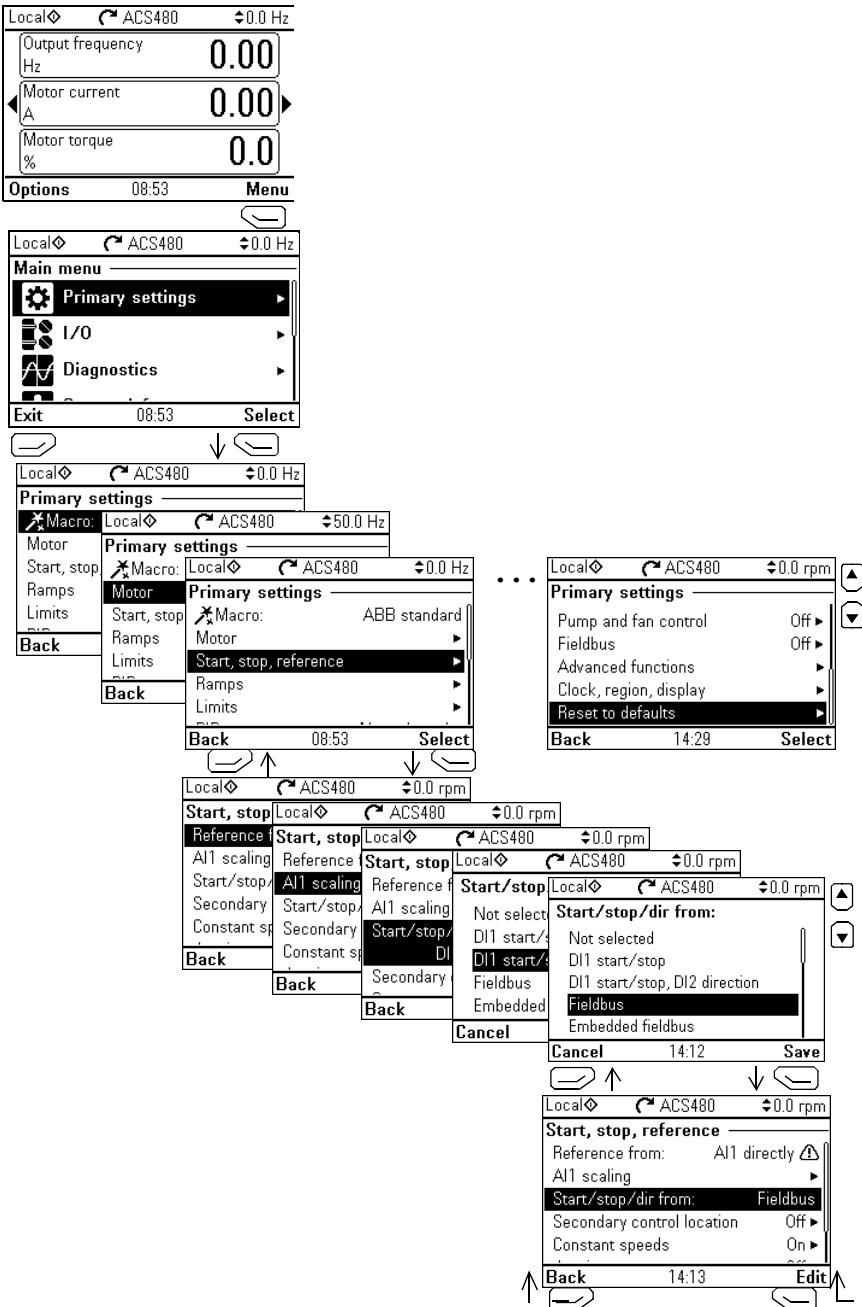 Local ACS480 0.0 Hz
Output frequency
Hz
0.00
Motor current
A
0.00
Motor torque
%
0.0
Options 08:53 Menu
Local ACS480 0.0 Hz
Main menu
Primary settings
I/O
Diagnostics
Exit 08:53 Select
Local ACS480 0.0 Hz
Primary settings
Macro:
Motor
Start, stop,
Ramps
Limits
Back
Local ACS480 50.0 Hz
Primary settings
Macro:
Motor
Start, stop
Ramps
Limits
Back
Local ACS480 0.0 Hz
Primary settings
Macro: ABB standard
Motor
Start, stop, reference
Ramps
Limits
Back 08:53 Select
...
Local ACS480 0.0 rpm
Primary settings
Pump and fan control Off
Fieldbus Off
Advanced functions
Clock, region, display
Reset to defaults
Back 14:29 Select
Local ACS480 0.0 rpm
Start, stop
Reference f
AI1 scaling
Start/stop/
Secondary
Constant sp
Back
Local ACS480 0.0 rpm
Start, stop
Reference f
AI1 scaling
Start/stop/
Secondary
Constant sp
Back
Local ACS480 0.0 rpm
Start, stop
Reference f
AI1 scaling
Start/stop/
DI
Secondary
Back
Local ACS480 0.0 rpm
Start/stop
Not select
DI1 start/s
DI1 start/s
Fieldbus
Embedded
Cancel
Local ACS480 0.0 rpm
Start/stop/dir from:
Not selected
DI1 start/stop
DI1 start/stop, DI2 direction
Fieldbus
Embedded fieldbus
Cancel 14:12 Save
Local ACS480 0.0 rpm
Start, stop, reference
Reference from: AI1 directly
AI1 scaling
Start/stop/dir from: Fieldbus
Secondary control location Off
Constant speeds On
Back 14:13 Edit